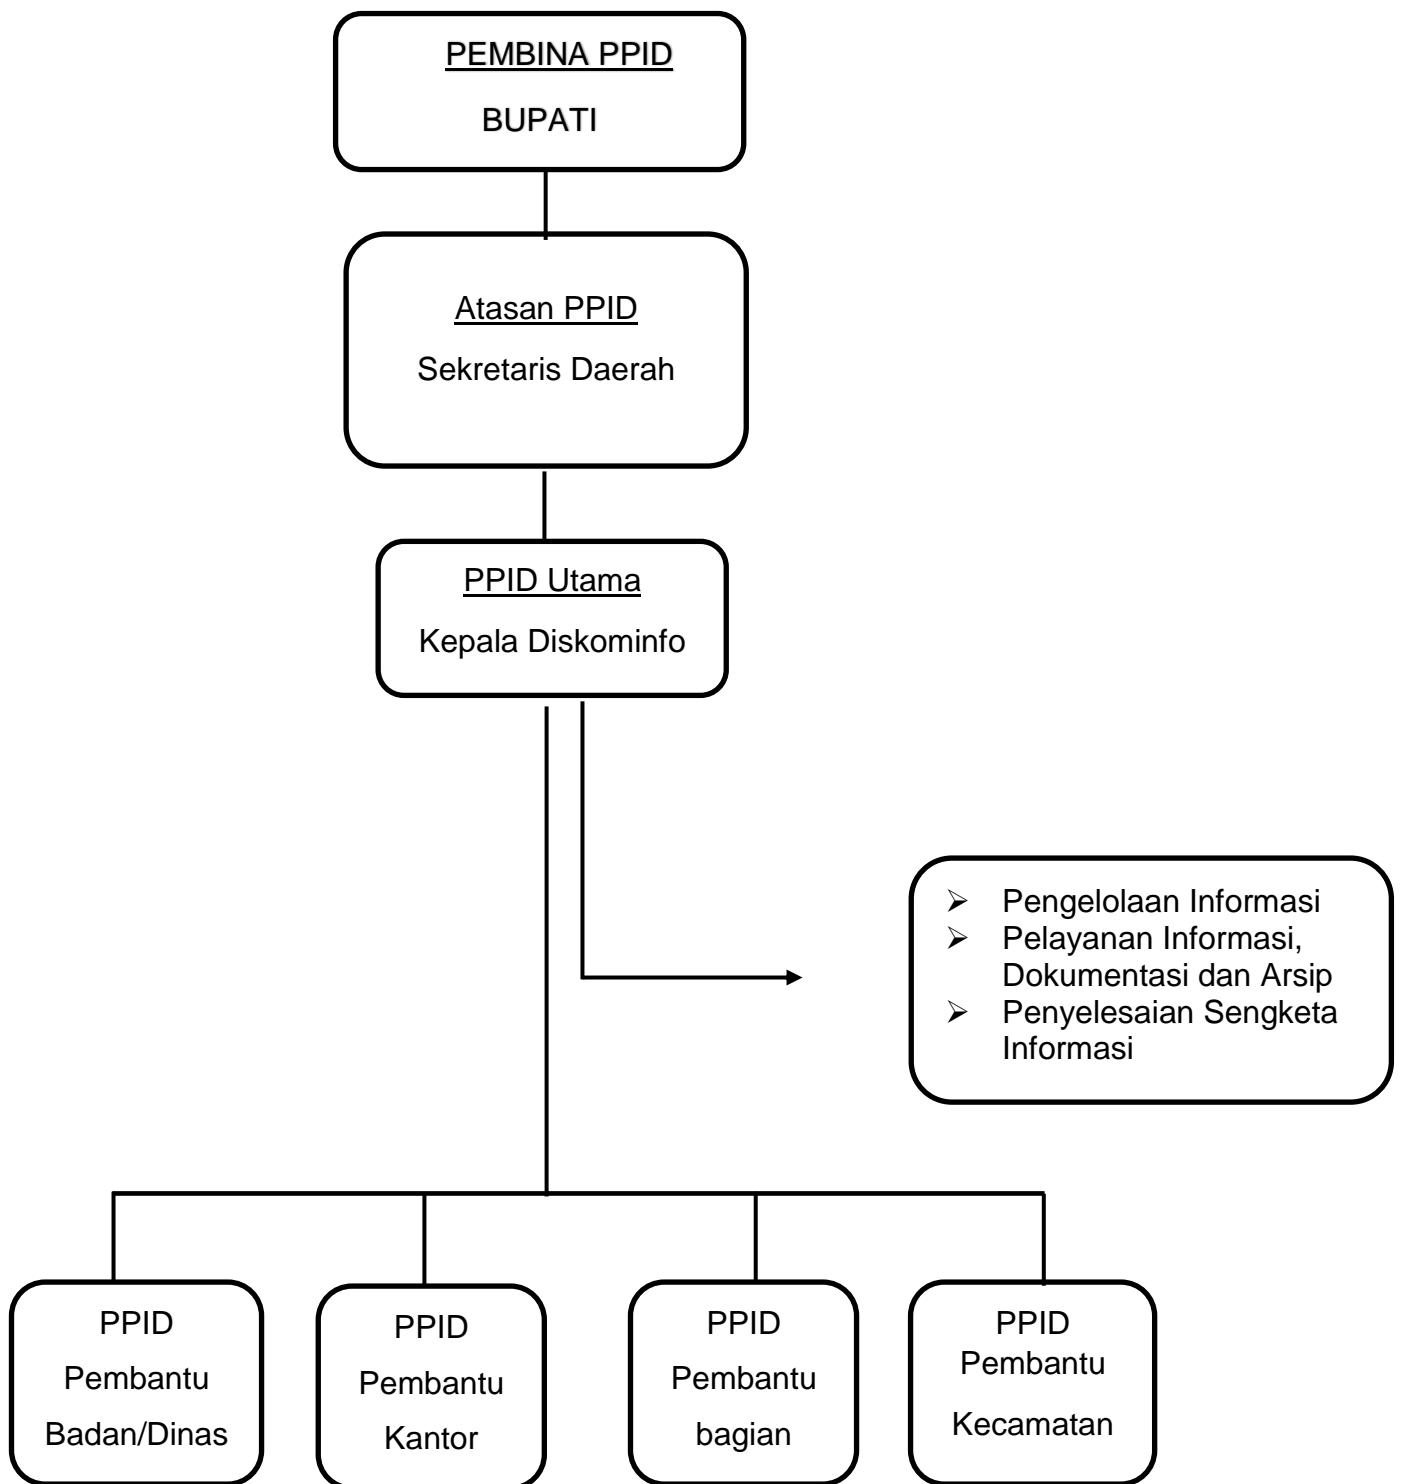 PEMBINA PPID
BUPATI
Atasan PPID
Sekretaris Daerah
PPID Utama
Kepala Diskominfo
➢ Pengelolaan Informasi
➢ Pelayanan Informasi,
Dokumentasi dan Arsip
➢ Penyelesaian Sengketa
Informasi
PPID
Pembantu
Badan/Dinas
PPID
Pembantu
Kantor
PPID
Pembantu
bagian
PPID
Pembantu
Kecamatan